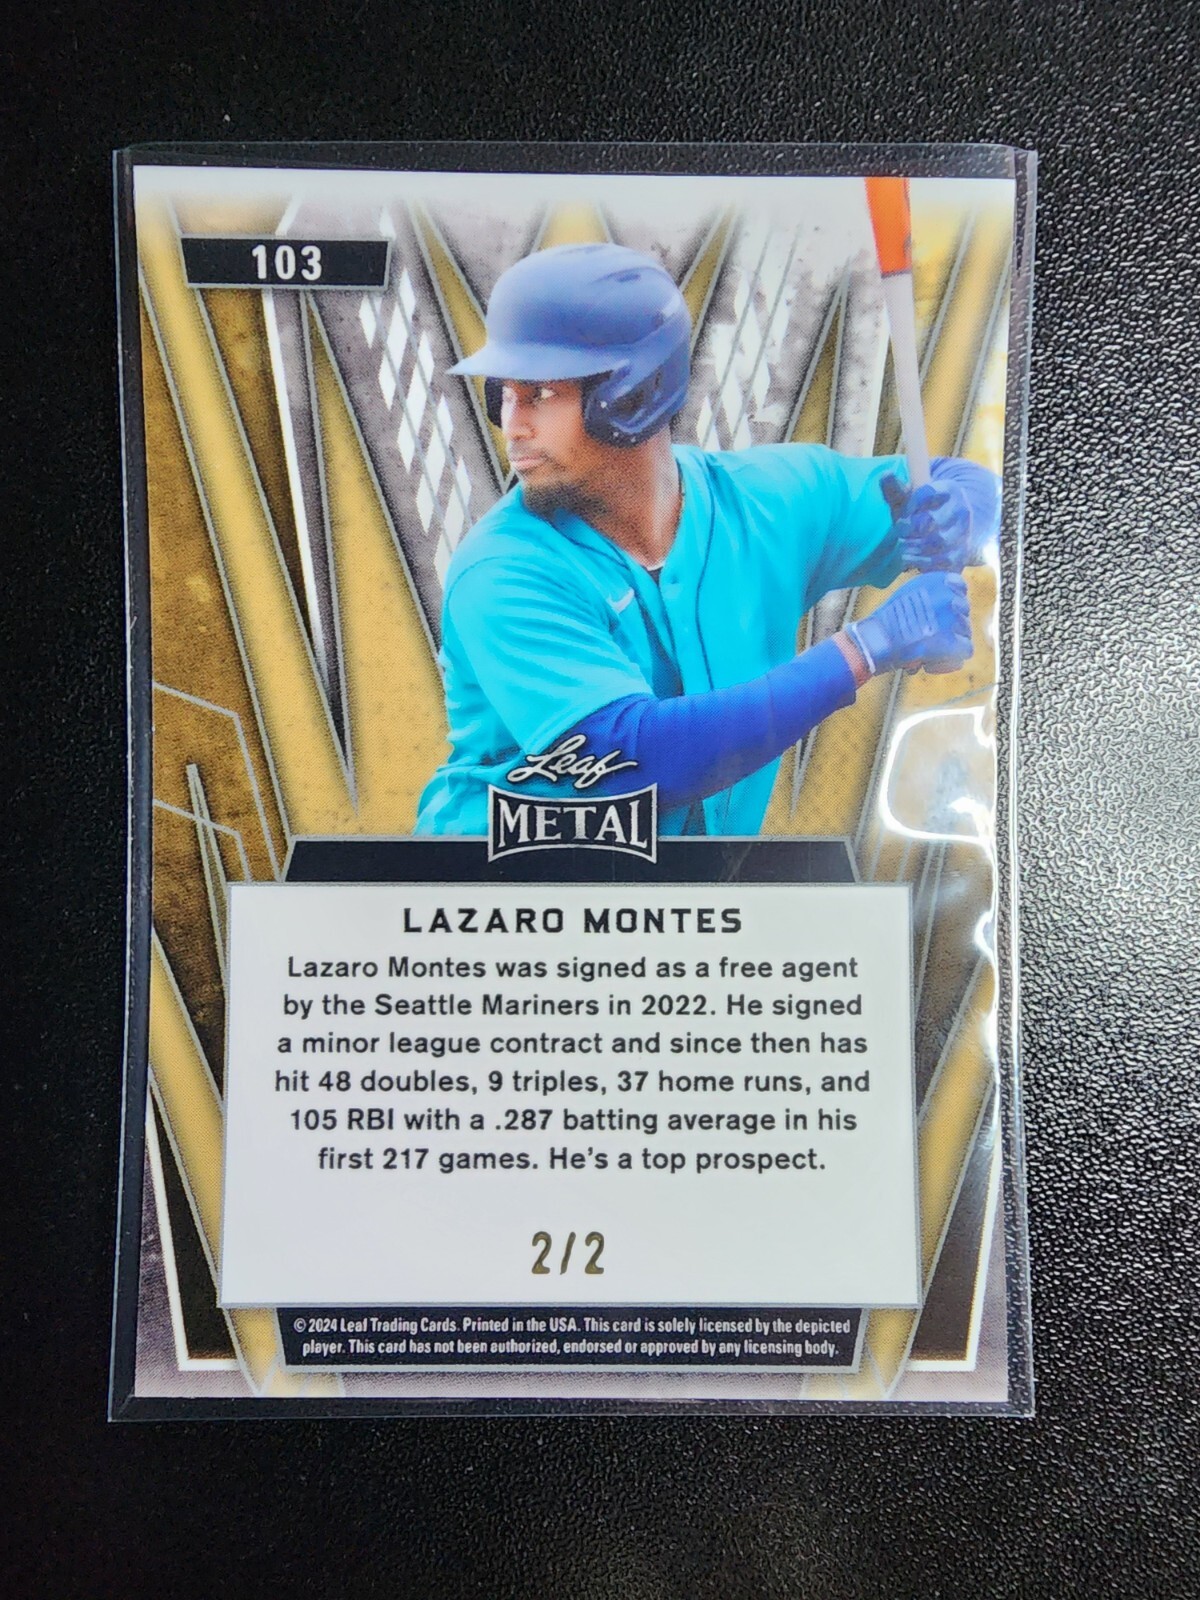 103
Leaf
METAL
LAZARO MONTES
Lazaro Montes was signed as a free agent
by the Seattle Mariners in 2022. He signed
a minor league contract and since then has
hit 48 doubles, 9 triples, 37 home runs, and
105 RBI with a .287 batting average in his
first 217 games. He's a top prospect.
2/2
© 2024 Leaf Trading Cards. Printed in the USA. This card is solely licensed by the depicted
player. This card has not been authorized, endorsed or approved by any licensing body.